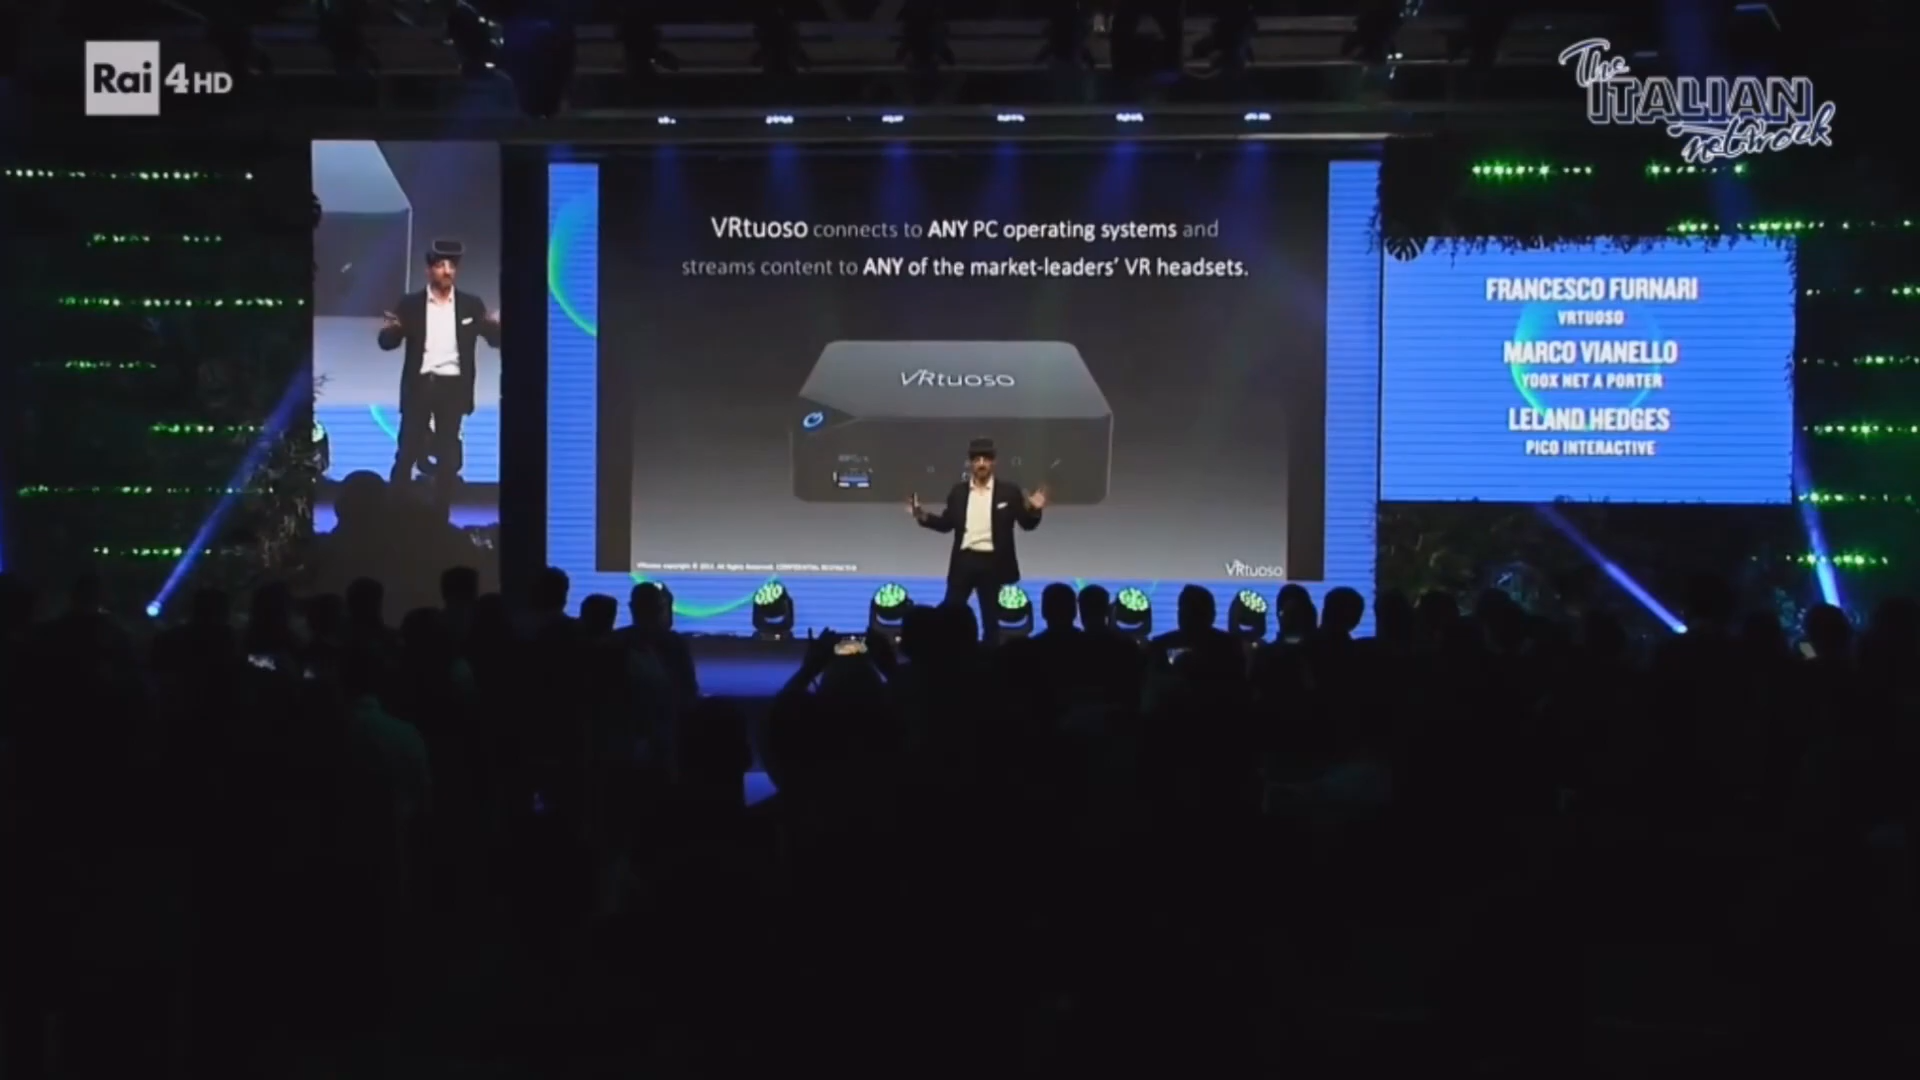 Rai 4 HD
The
ITALIAN
network
VRtuoso connects to ANY PC operating systems and
streams content to ANY of the market-leaders' VR headsets.
VRtuoso
FRANCESCO FURNARI
VRTUOSO
MARCO VIANELLO
YOOX NET A PORTER
LELAND HEDGES
PICO INTERACTIVE
VRtuoso